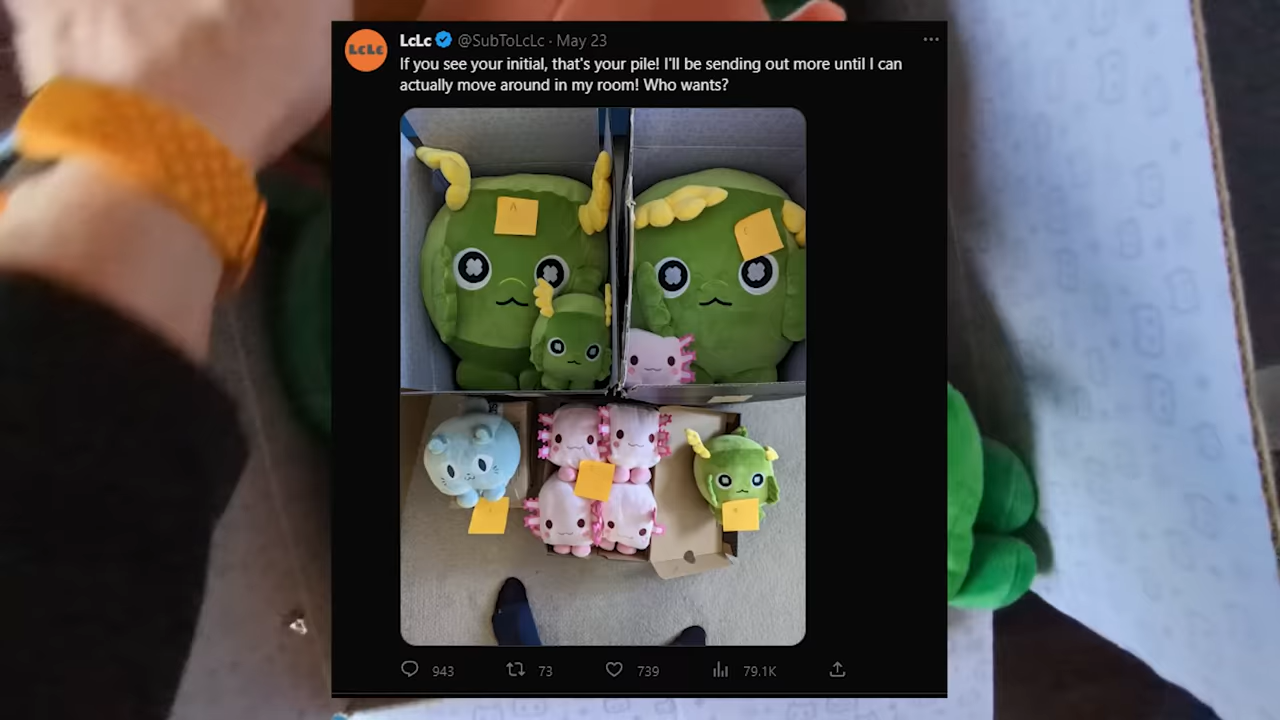 LcLc
LcLc @SubToLcLc · May 23
If you see your initial, that's your pile! I'll be sending out more until I can
actually move around in my room! Who wants?
A
943 73 739 79.1K